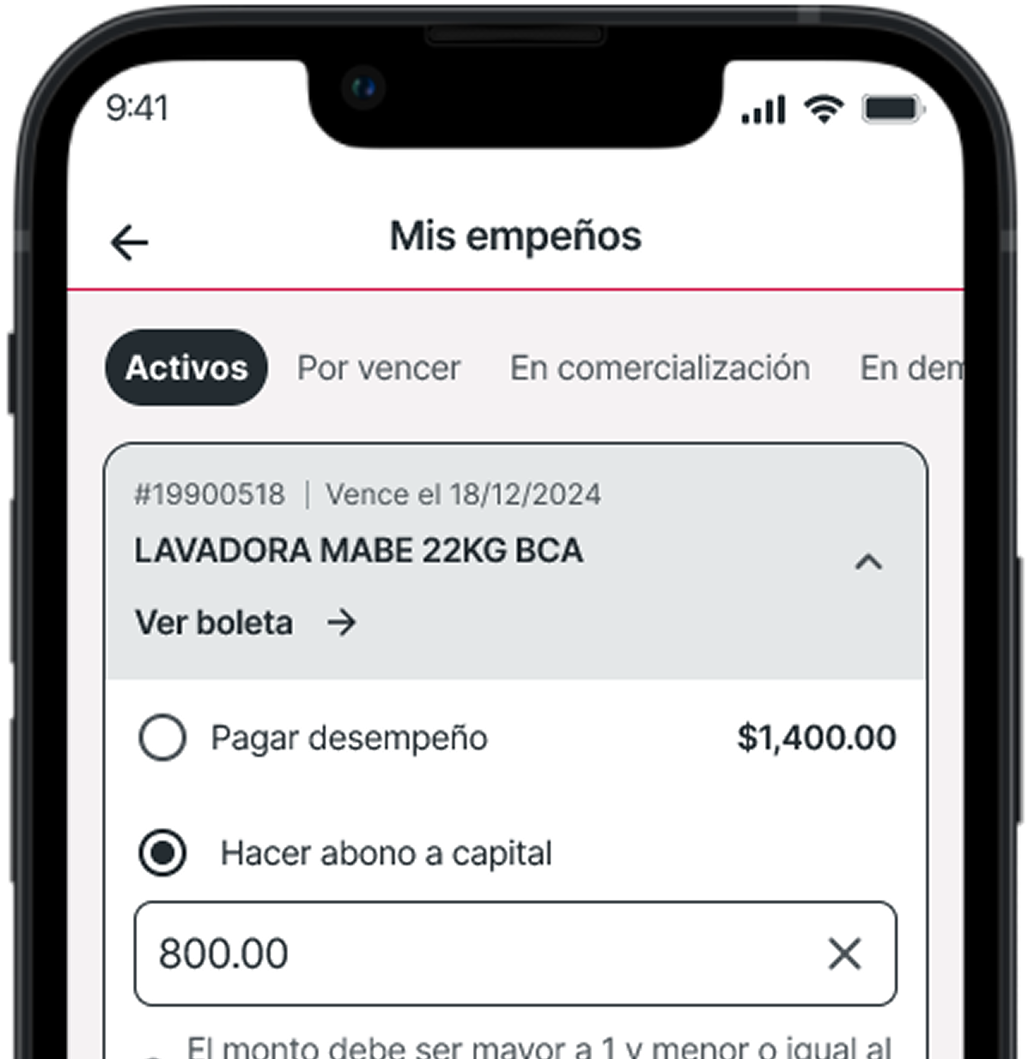 9:41
Mis empeños
Activos Por vencer En comercialización En
#19900518 | Vence el 18/12/2024
LAVADORA MABE 22KG BCA
Ver boleta
Pagar desempeño $1,400.00
Hacer abono a capital
800.00
El monto debe ser mayor a 1 y menor o igual al